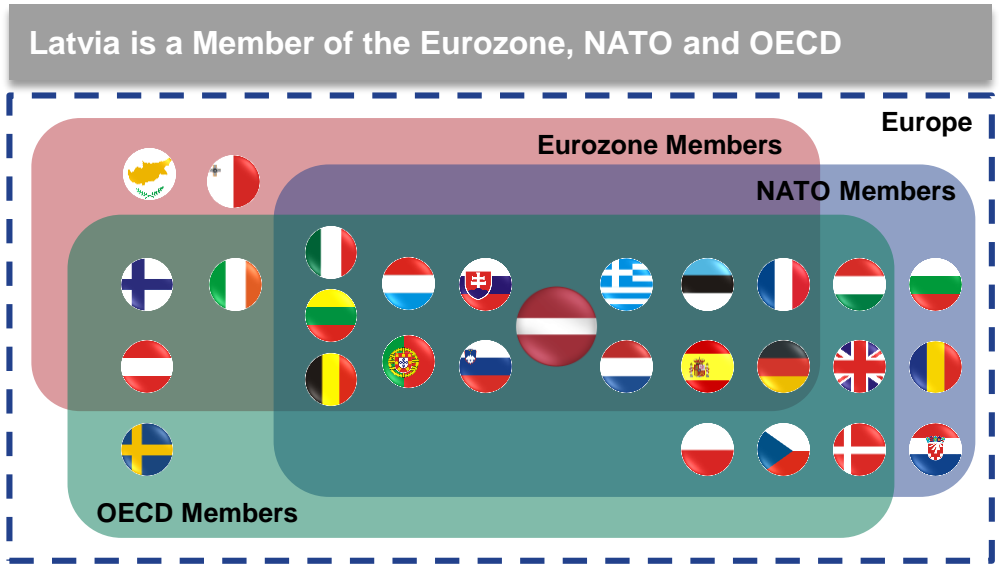 Latvia is a Member of the Eurozone, NATO and OECD
Europe
Eurozone Members
NATO Members
OECD Members